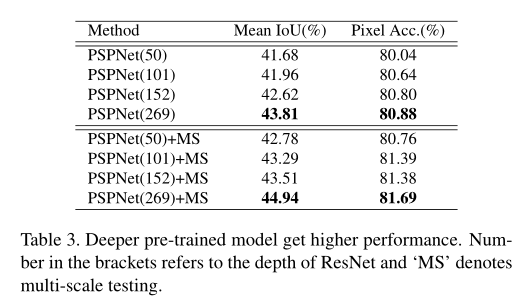 Method Mean IoU(%) Pixel Acc.(%)
PSPNet(50) 41.68 80.04
PSPNet(101) 41.96 80.64
PSPNet(152) 42.62 80.80
PSPNet(269) 43.81 80.88
PSPNet(50)+MS 42.78 80.76
PSPNet(101)+MS 43.29 81.39
PSPNet(152)+MS 43.51 81.38
PSPNet(269)+MS 44.94 81.69
Table 3. Deeper pre-trained model get higher performance. Num-
ber in the brackets refers to the depth of ResNet and ‘MS’ denotes
multi-scale testing.